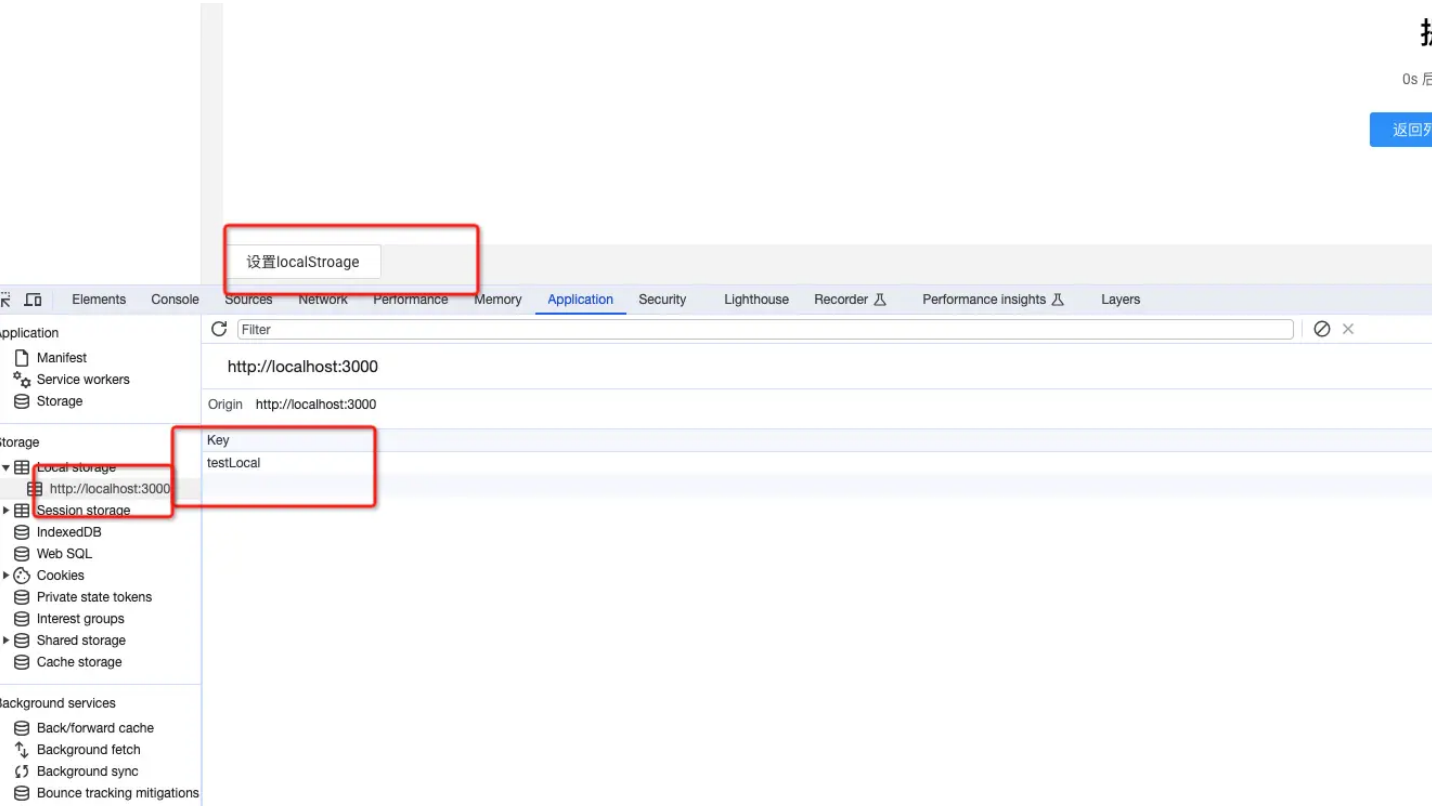 0s 后
返回列
设置localStroage
Elements Console Sources Network Performance Memory Application Security Lighthouse Recorder Performance insights Layers
Application
Filter
Manifest
http://localhost:3000
Service workers
Storage
Origin http://localhost:3000
Storage
Key
Local storage
testLocal
http://localhost:3000
Session storage
IndexedDB
Web SQL
Cookies
Private state tokens
Interest groups
Shared storage
Cache storage
Background services
Back/forward cache
Background fetch
Background sync
Bounce tracking mitigations